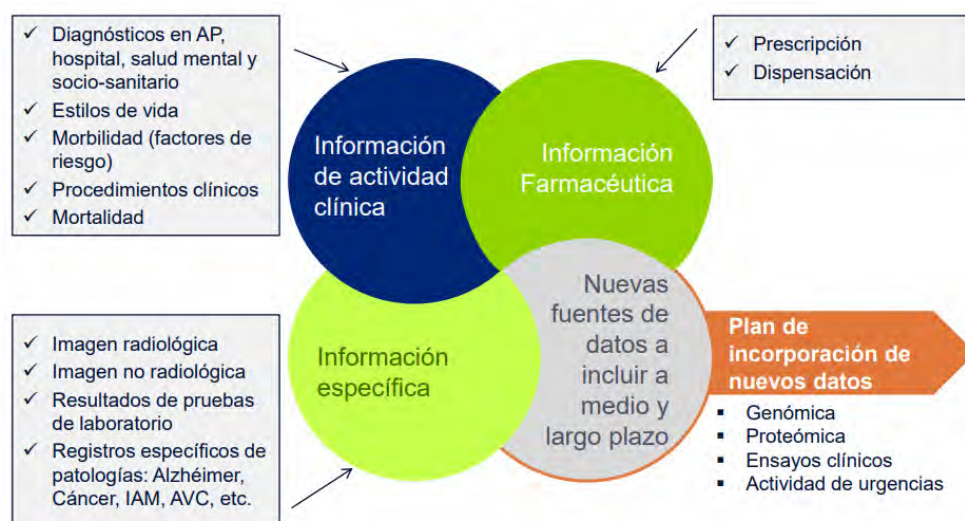 ✓ Diagnósticos en AP,
hospital, salud mental y
socio-sanitario
✓ Estilos de vida
✓ Morbilidad (factores de
riesgo)
✓ Procedimientos clínicos
✓ Mortalidad
✓ Prescripción
✓ Dispensación
Información
de actividad
clínica
Información
Farmacéutica
Información
específica
Nuevas
fuentes de
datos a
incluir a
medio y
largo plazo
✓ Imagen radiológica
✓ Imagen no radiológica
✓ Resultados de pruebas
de laboratorio
✓ Registros específicos de
patologías: Alzhéimer,
Cáncer, IAM, AVC, etc.
Plan de
incorporación de
nuevos datos
▪ Genómica
▪ Proteómica
▪ Ensayos clínicos
▪ Actividad de urgencias